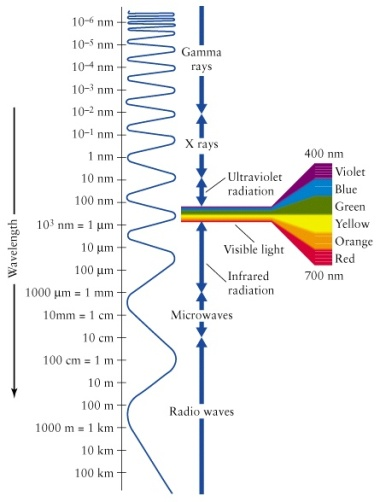 10⁻⁶ nm
10⁻⁵ nm
10⁻⁴ nm
10⁻³ nm
10⁻² nm
10⁻¹ nm
1 nm
10 nm
100 nm
10³ nm = 1 μm
10 μm
100 μm
1000 μm = 1 mm
10mm = 1 cm
10 cm
100 cm = 1 m
10 m
100 m
1000 m = 1 km
10 km
100 km
Wavelength
Gamma
rays
X rays
Ultraviolet
radiation
Visible light
Infrared
radiation
Microwaves
Radio waves
400 nm
Violet
Blue
Green
Yellow
Orange
Red
700 nm